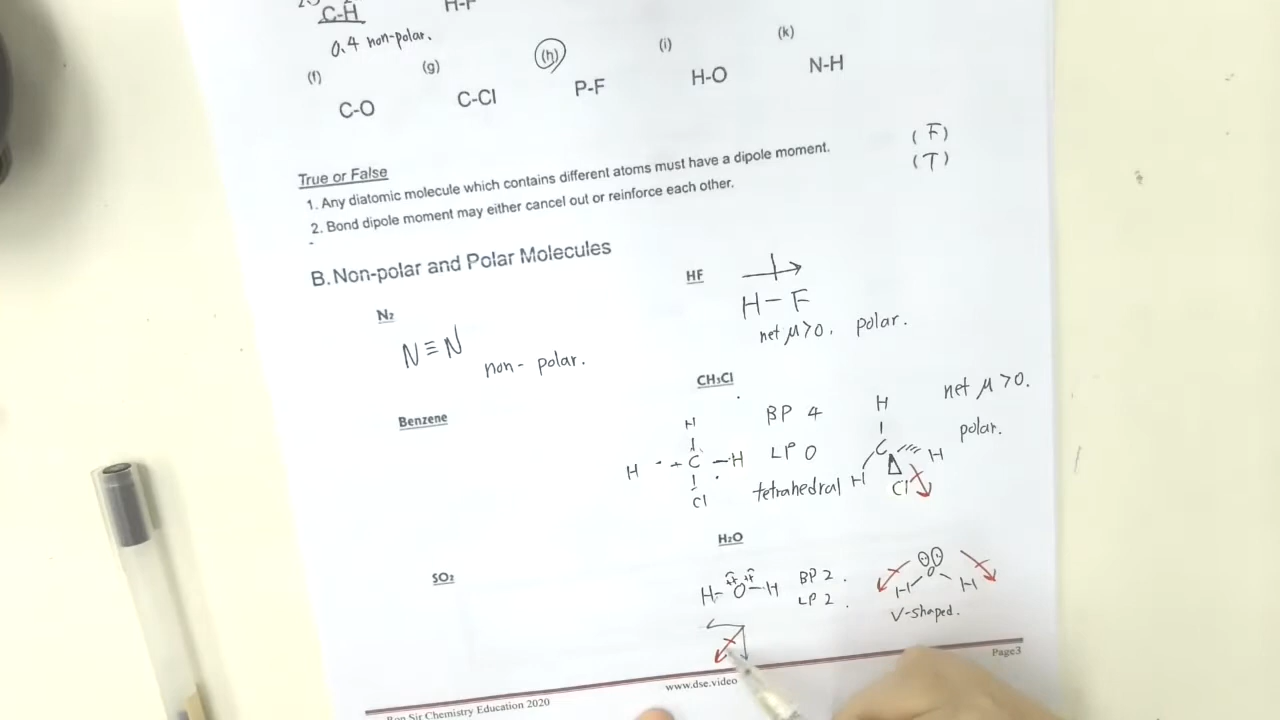 C-H
H-F
0.4 non-polar.
(f)
(g)
(h)
(i)
(k)
C-O
C-Cl
P-F
H-O
N-H
True or False
1. Any diatomic molecule which contains different atoms must have a dipole moment.
(F)
2. Bond dipole moment may either cancel out or reinforce each other.
(T)
B. Non-polar and Polar Molecules
N₂
N≡N
non-polar.
HF
H-F
net μ>0. polar.
Benzene
CH₃Cl
H
H - C - H
Cl
BP 4
LP 0
tetrahedral
H
C
H
H
Cl
net μ>0.
polar.
SO₂
H₂O
H-O-H
BP 2.
LP 2.
O
H
H
V-shaped.
Page3
www.dse.video
Bon Sir Chemistry Education 2020